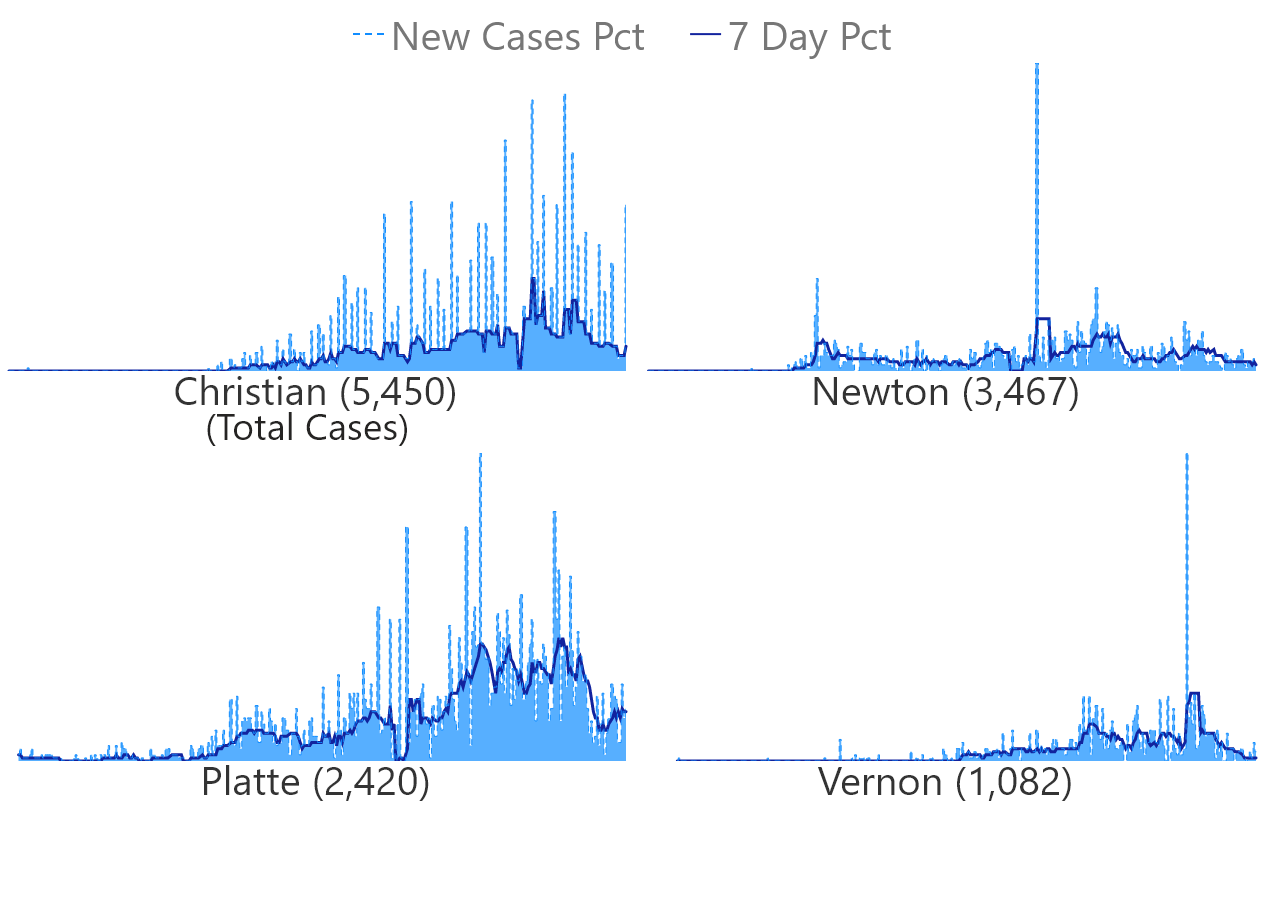 New Cases Pct 7 Day Pct
Christian (5,450) Newton (3,467)
(Total Cases)
Platte (2,420) Vernon (1,082)